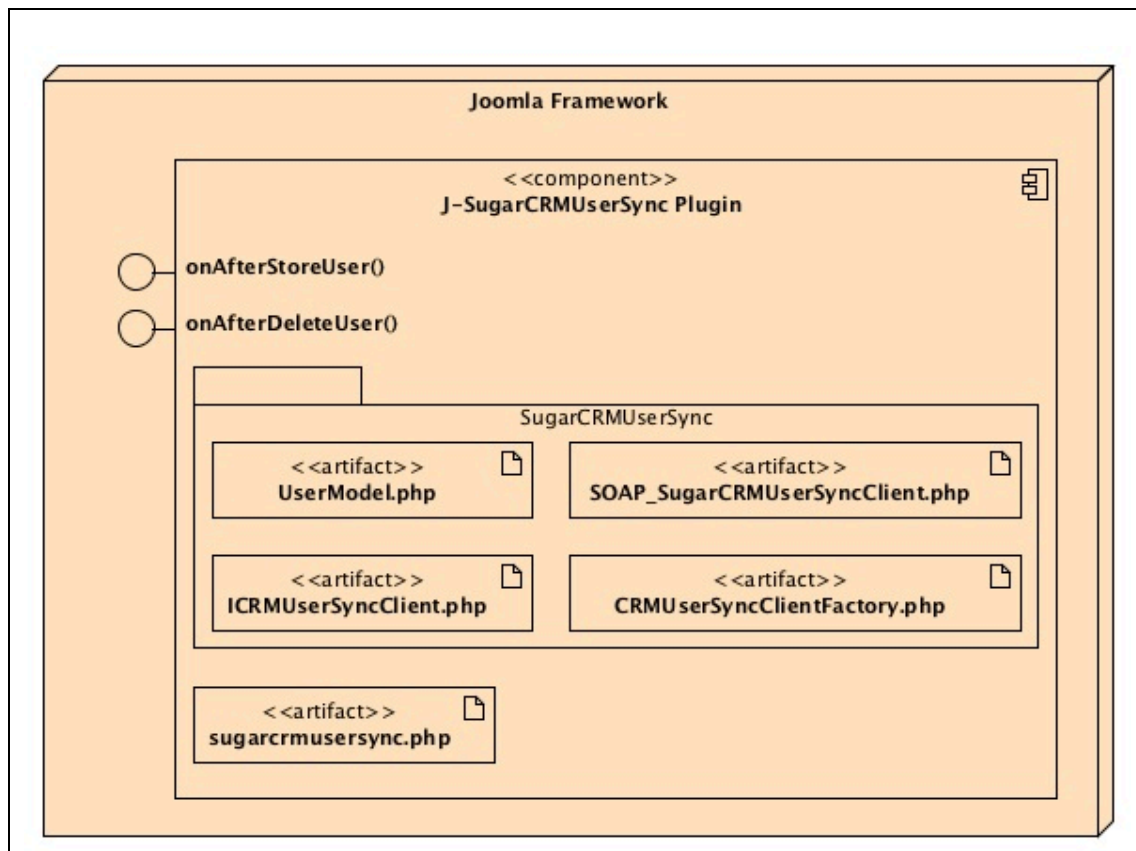 Joomla Framework
<<component>>
J-SugarCRMUserSync Plugin
onAfterStoreUser()
onAfterDeleteUser()
SugarCRMUserSync
<<artifact>>
UserModel.php
<<artifact>>
SOAP_SugarCRMUserSyncClient.php
<<artifact>>
ICRMUserSyncClient.php
<<artifact>>
CRMUserSyncClientFactory.php
<<artifact>>
sugarcrmusersync.php